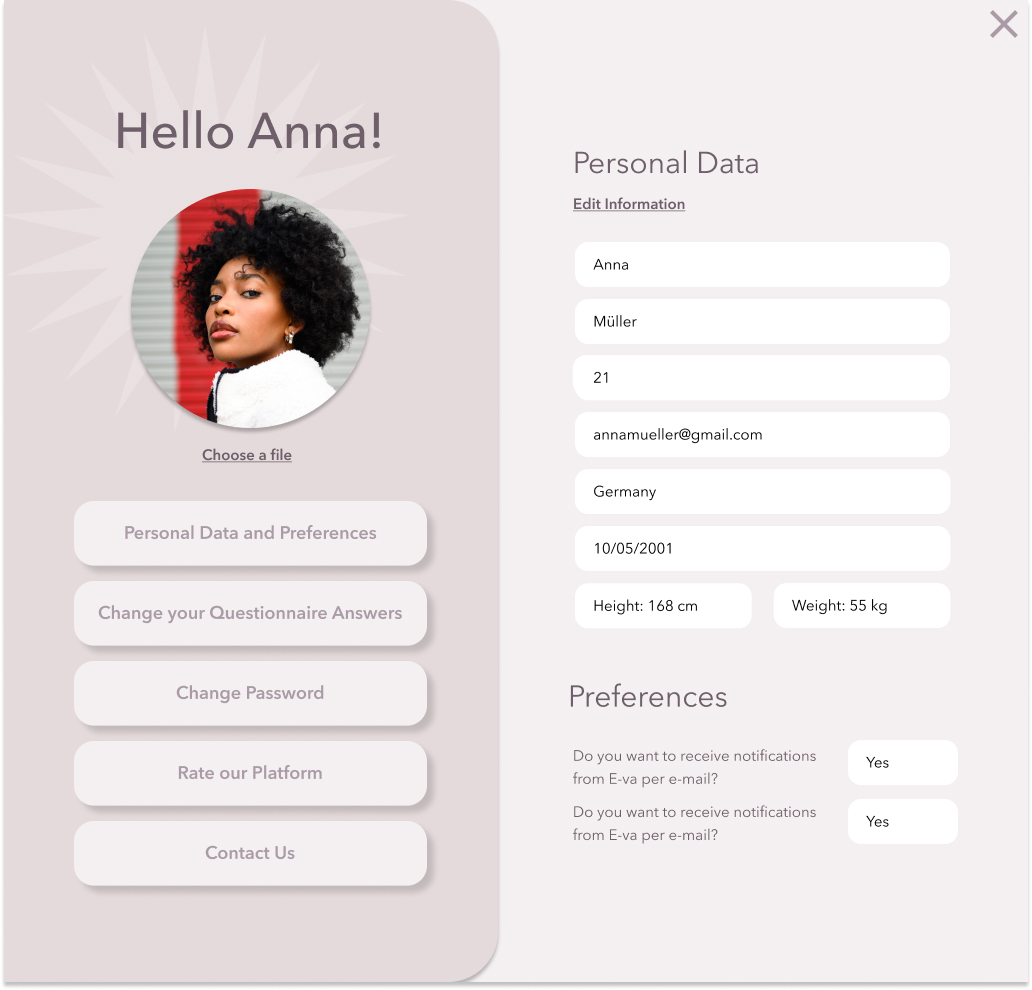 Hello Anna!
Choose a file
Personal Data and Preferences
Change your Questionnaire Answers
Change Password
Rate our Platform
Contact Us
Personal Data
Edit Information
Anna
Müller
21
annamueller@gmail.com
Germany
10/05/2001
Height: 168 cm
Weight: 55 kg
Preferences
Do you want to receive notifications
from E-va per e-mail?
Yes
Do you want to receive notifications
from E-va per e-mail?
Yes